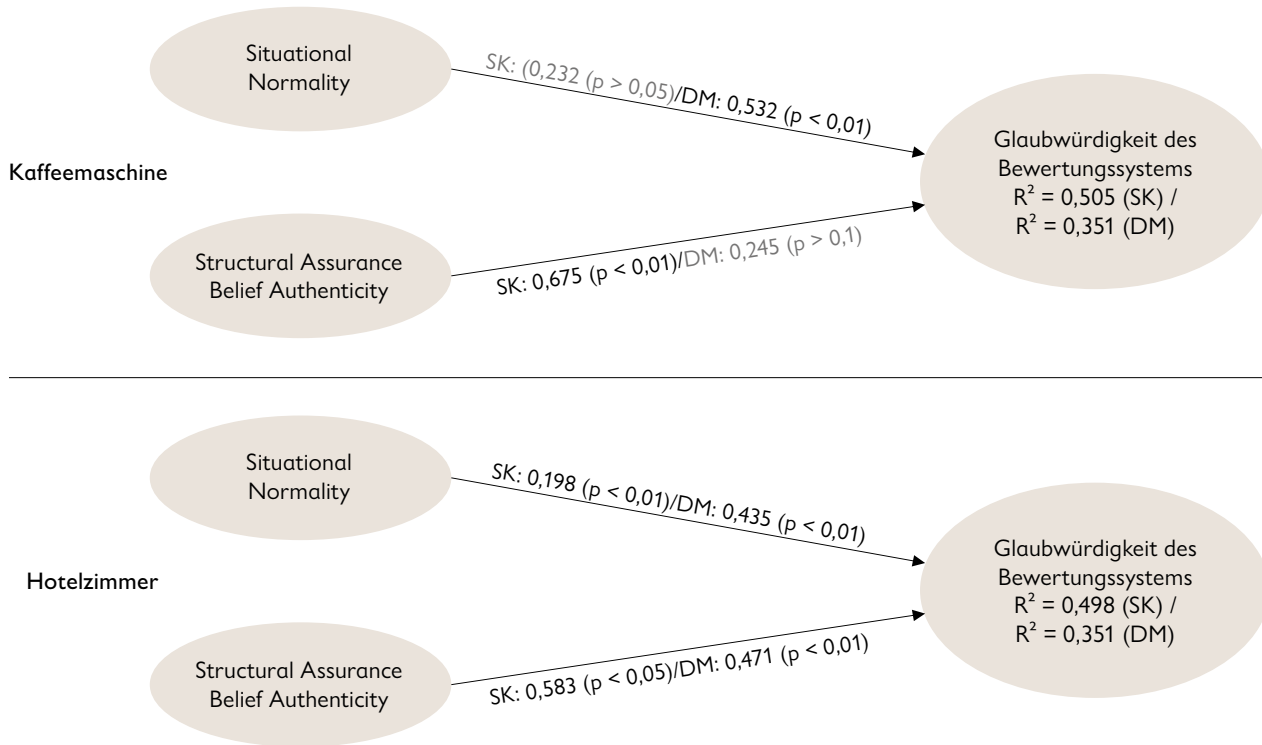 Situational
Normality
SK: (0,232 (p > 0,05)/DM: 0,532 (p < 0,01)
Kaffeemaschine
Glaubwürdigkeit des
Bewertungssystems
R² = 0,505 (SK) /
R² = 0,351 (DM)
Structural Assurance
Belief Authenticity
SK: 0,675 (p < 0,01)/DM: 0,245 (p > 0,1)
Situational
Normality
SK: 0,198 (p < 0,01)/DM: 0,435 (p < 0,01)
Hotelzimmer
Glaubwürdigkeit des
Bewertungssystems
R² = 0,498 (SK) /
R² = 0,351 (DM)
Structural Assurance
Belief Authenticity
SK: 0,583 (p < 0,05)/DM: 0,471 (p < 0,01)